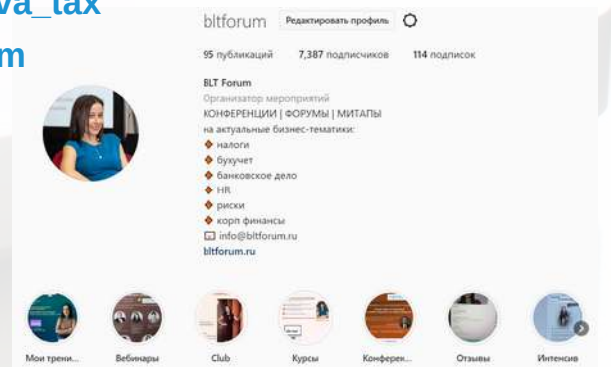 va_tax
m
bltforum Редактировать профиль
95 публикаций 7,387 подписчиков 114 подписок
BLT Forum
Организатор мероприятий
КОНФЕРЕНЦИИ | ФОРУМЫ | МИТАПЫ
на актуальные бизнес-тематики:
налоги
бухучет
банковское дело
HR
риски
корп финансы
info@bltforum.ru
bltforum.ru
Мои трени... Вебинары Club Курсы Конферен... Отзывы Интенсив